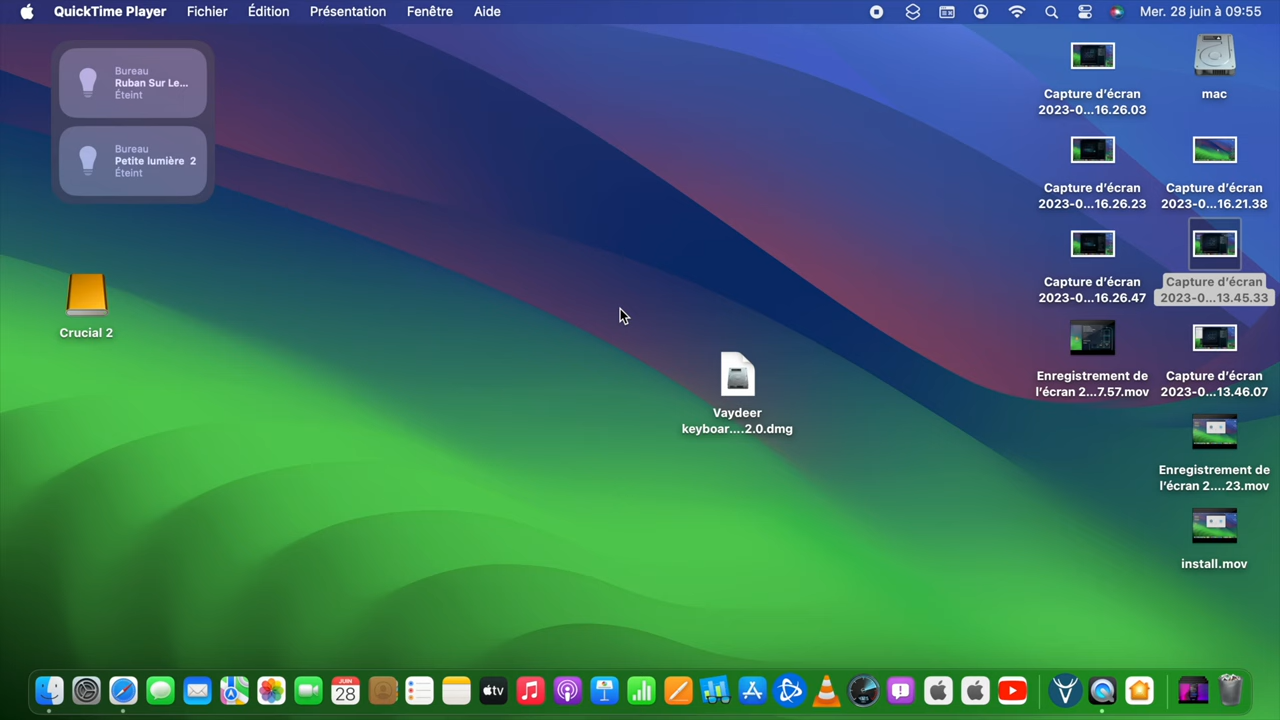 QuickTime Player Fichier Édition Présentation Fenêtre Aide Mer. 28 juin à 09:55
Bureau
Ruban Sur Le...
Éteint
Bureau
Petite lumière 2
Éteint
Crucial 2
Vaydeer
keyboar....2.0.dmg
Capture d'écran
2023-0...16.26.03
mac
Capture d'écran
2023-0...16.26.23
Capture d'écran
2023-0...16.21.38
Capture d'écran
2023-0...16.26.47
Capture d'écran
2023-0...13.45.33
Enregistrement de
l'écran 2...7.57.mov
Capture d'écran
2023-0...13.46.07
Enregistrement de
l'écran 2....23.mov
install.mov
JUIN
28
tv